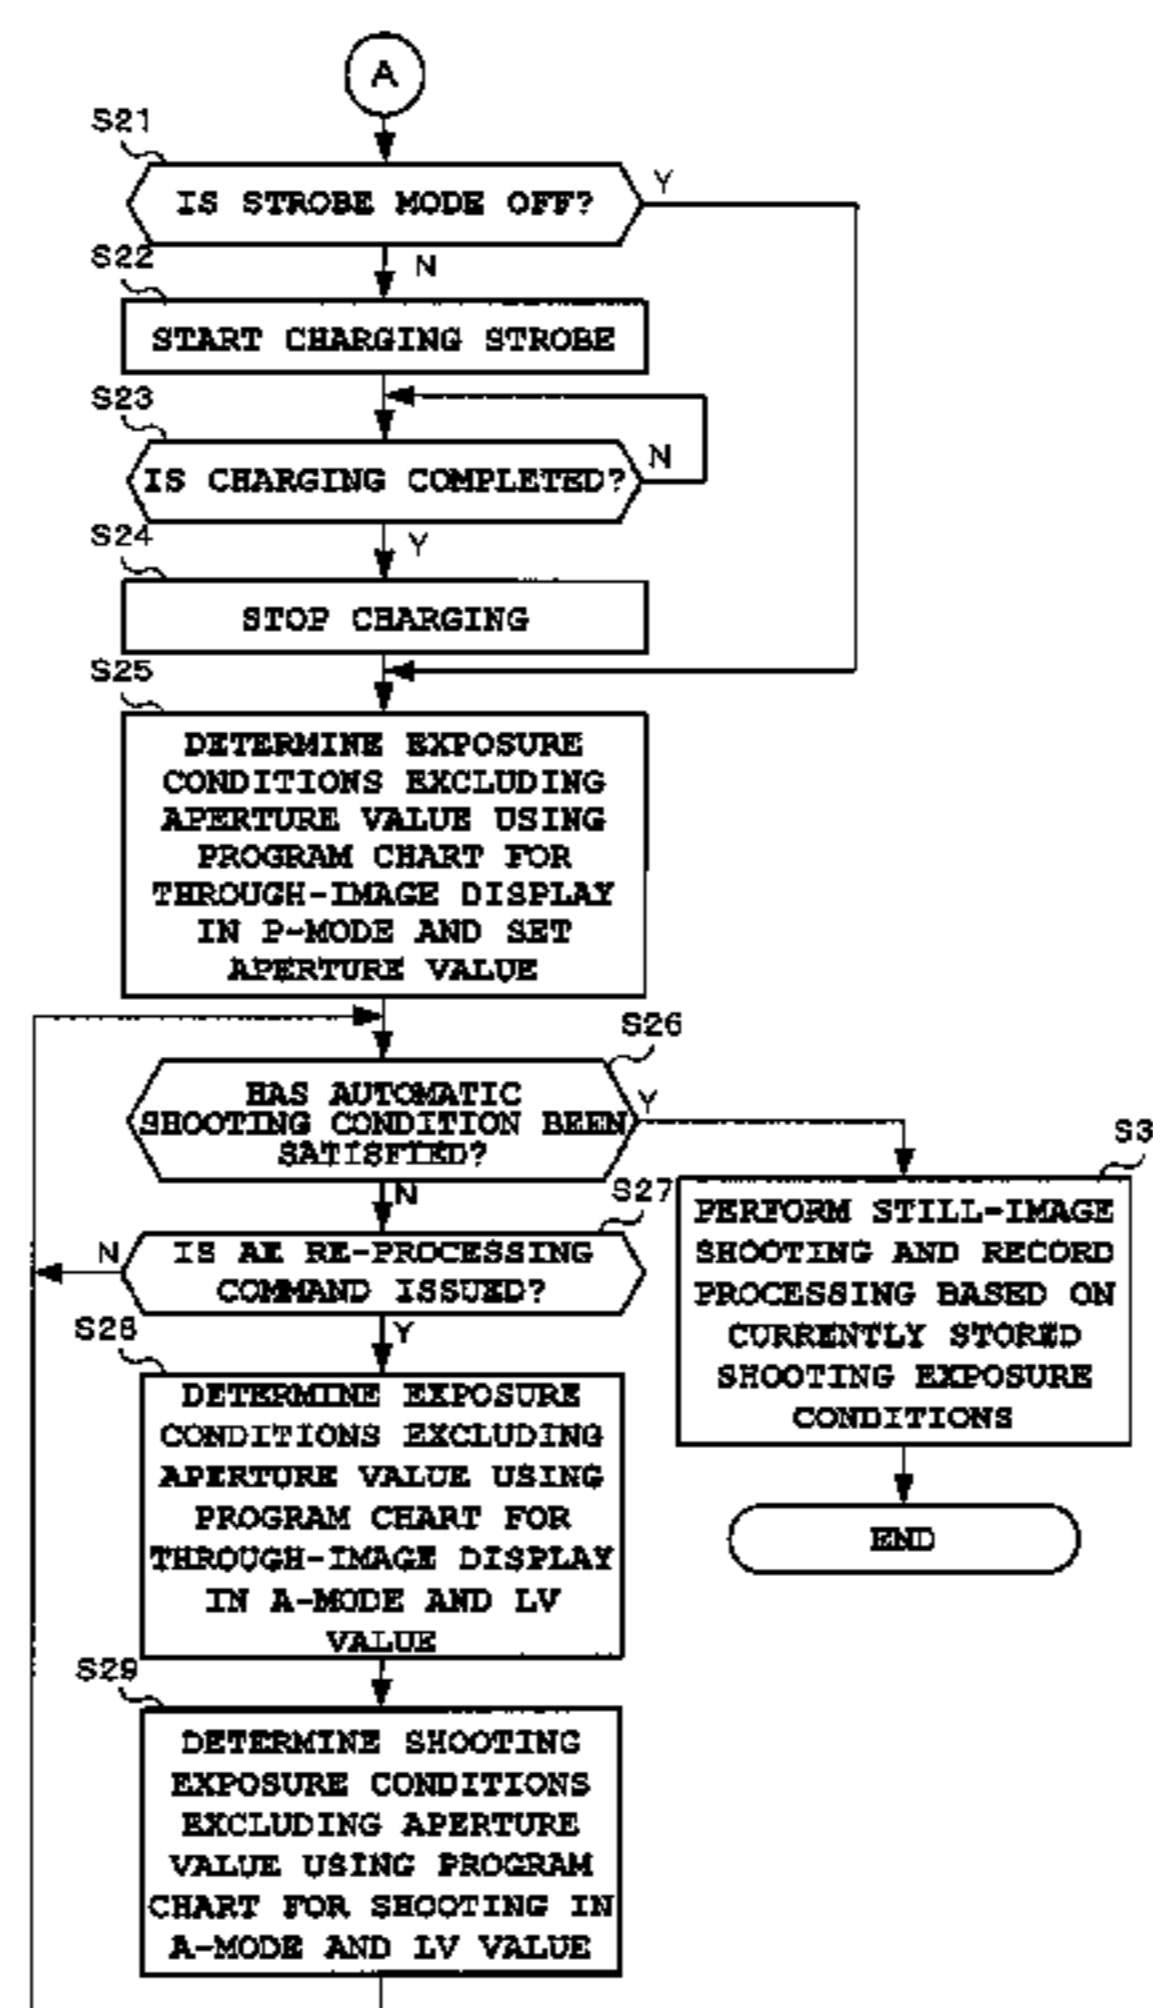 A
S21
IS STROBE MODE OFF?
Y
S22
N
START CHARGING STROBE
S23
IS CHARGING COMPLETED?
N
S24
Y
STOP CHARGING
S25
DETERMINE EXPOSURE
CONDITIONS EXCLUDING
APERTURE VALUE USING
PROGRAM CHART FOR
THROUGH-IMAGE DISPLAY
IN P-MODE AND SET
APERTURE VALUE
S26
HAS AUTOMATIC
SHOOTING CONDITION BEEN
SATISFIED?
Y
N
S27
IS AE RE-PROCESSING
COMMAND ISSUED?
N
S28
Y
DETERMINE EXPOSURE
CONDITIONS EXCLUDING
APERTURE VALUE USING
PROGRAM CHART FOR
THROUGH-IMAGE DISPLAY
IN A-MODE AND LV
VALUE
S29
DETERMINE SHOOTING
EXPOSURE CONDITIONS
EXCLUDING APERTURE
VALUE USING PROGRAM
CHART FOR SHOOTING IN
A-MODE AND LV VALUE
S3
PERFORM STILL-IMAGE
SHOOTING AND RECORD
PROCESSING BASED ON
CURRENTLY STORED
SHOOTING EXPOSURE
CONDITIONS
END